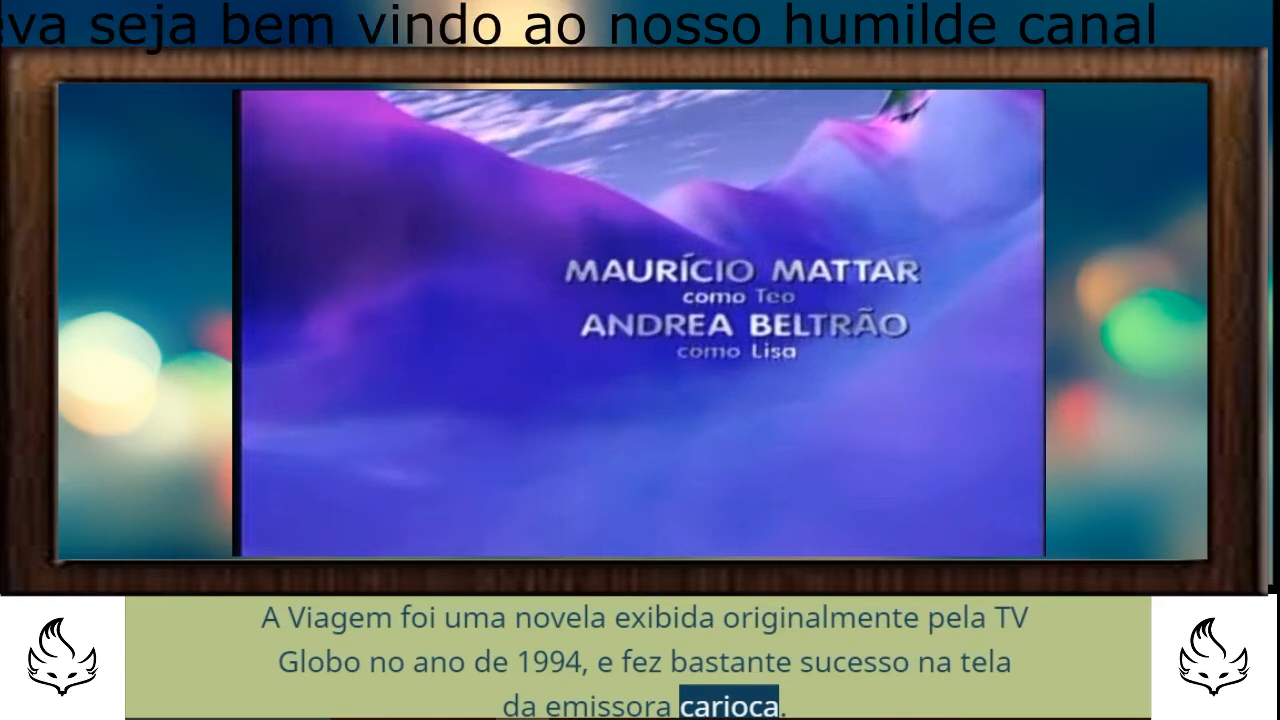 va seja bem vindo ao nosso humilde canal
MAURÍCIO MATTAR
como Teo
ANDREA BELTRÃO
como Lisa
A Viagem foi uma novela exibida originalmente pela TV
Globo no ano de 1994, e fez bastante sucesso na tela
da emissora carioca.